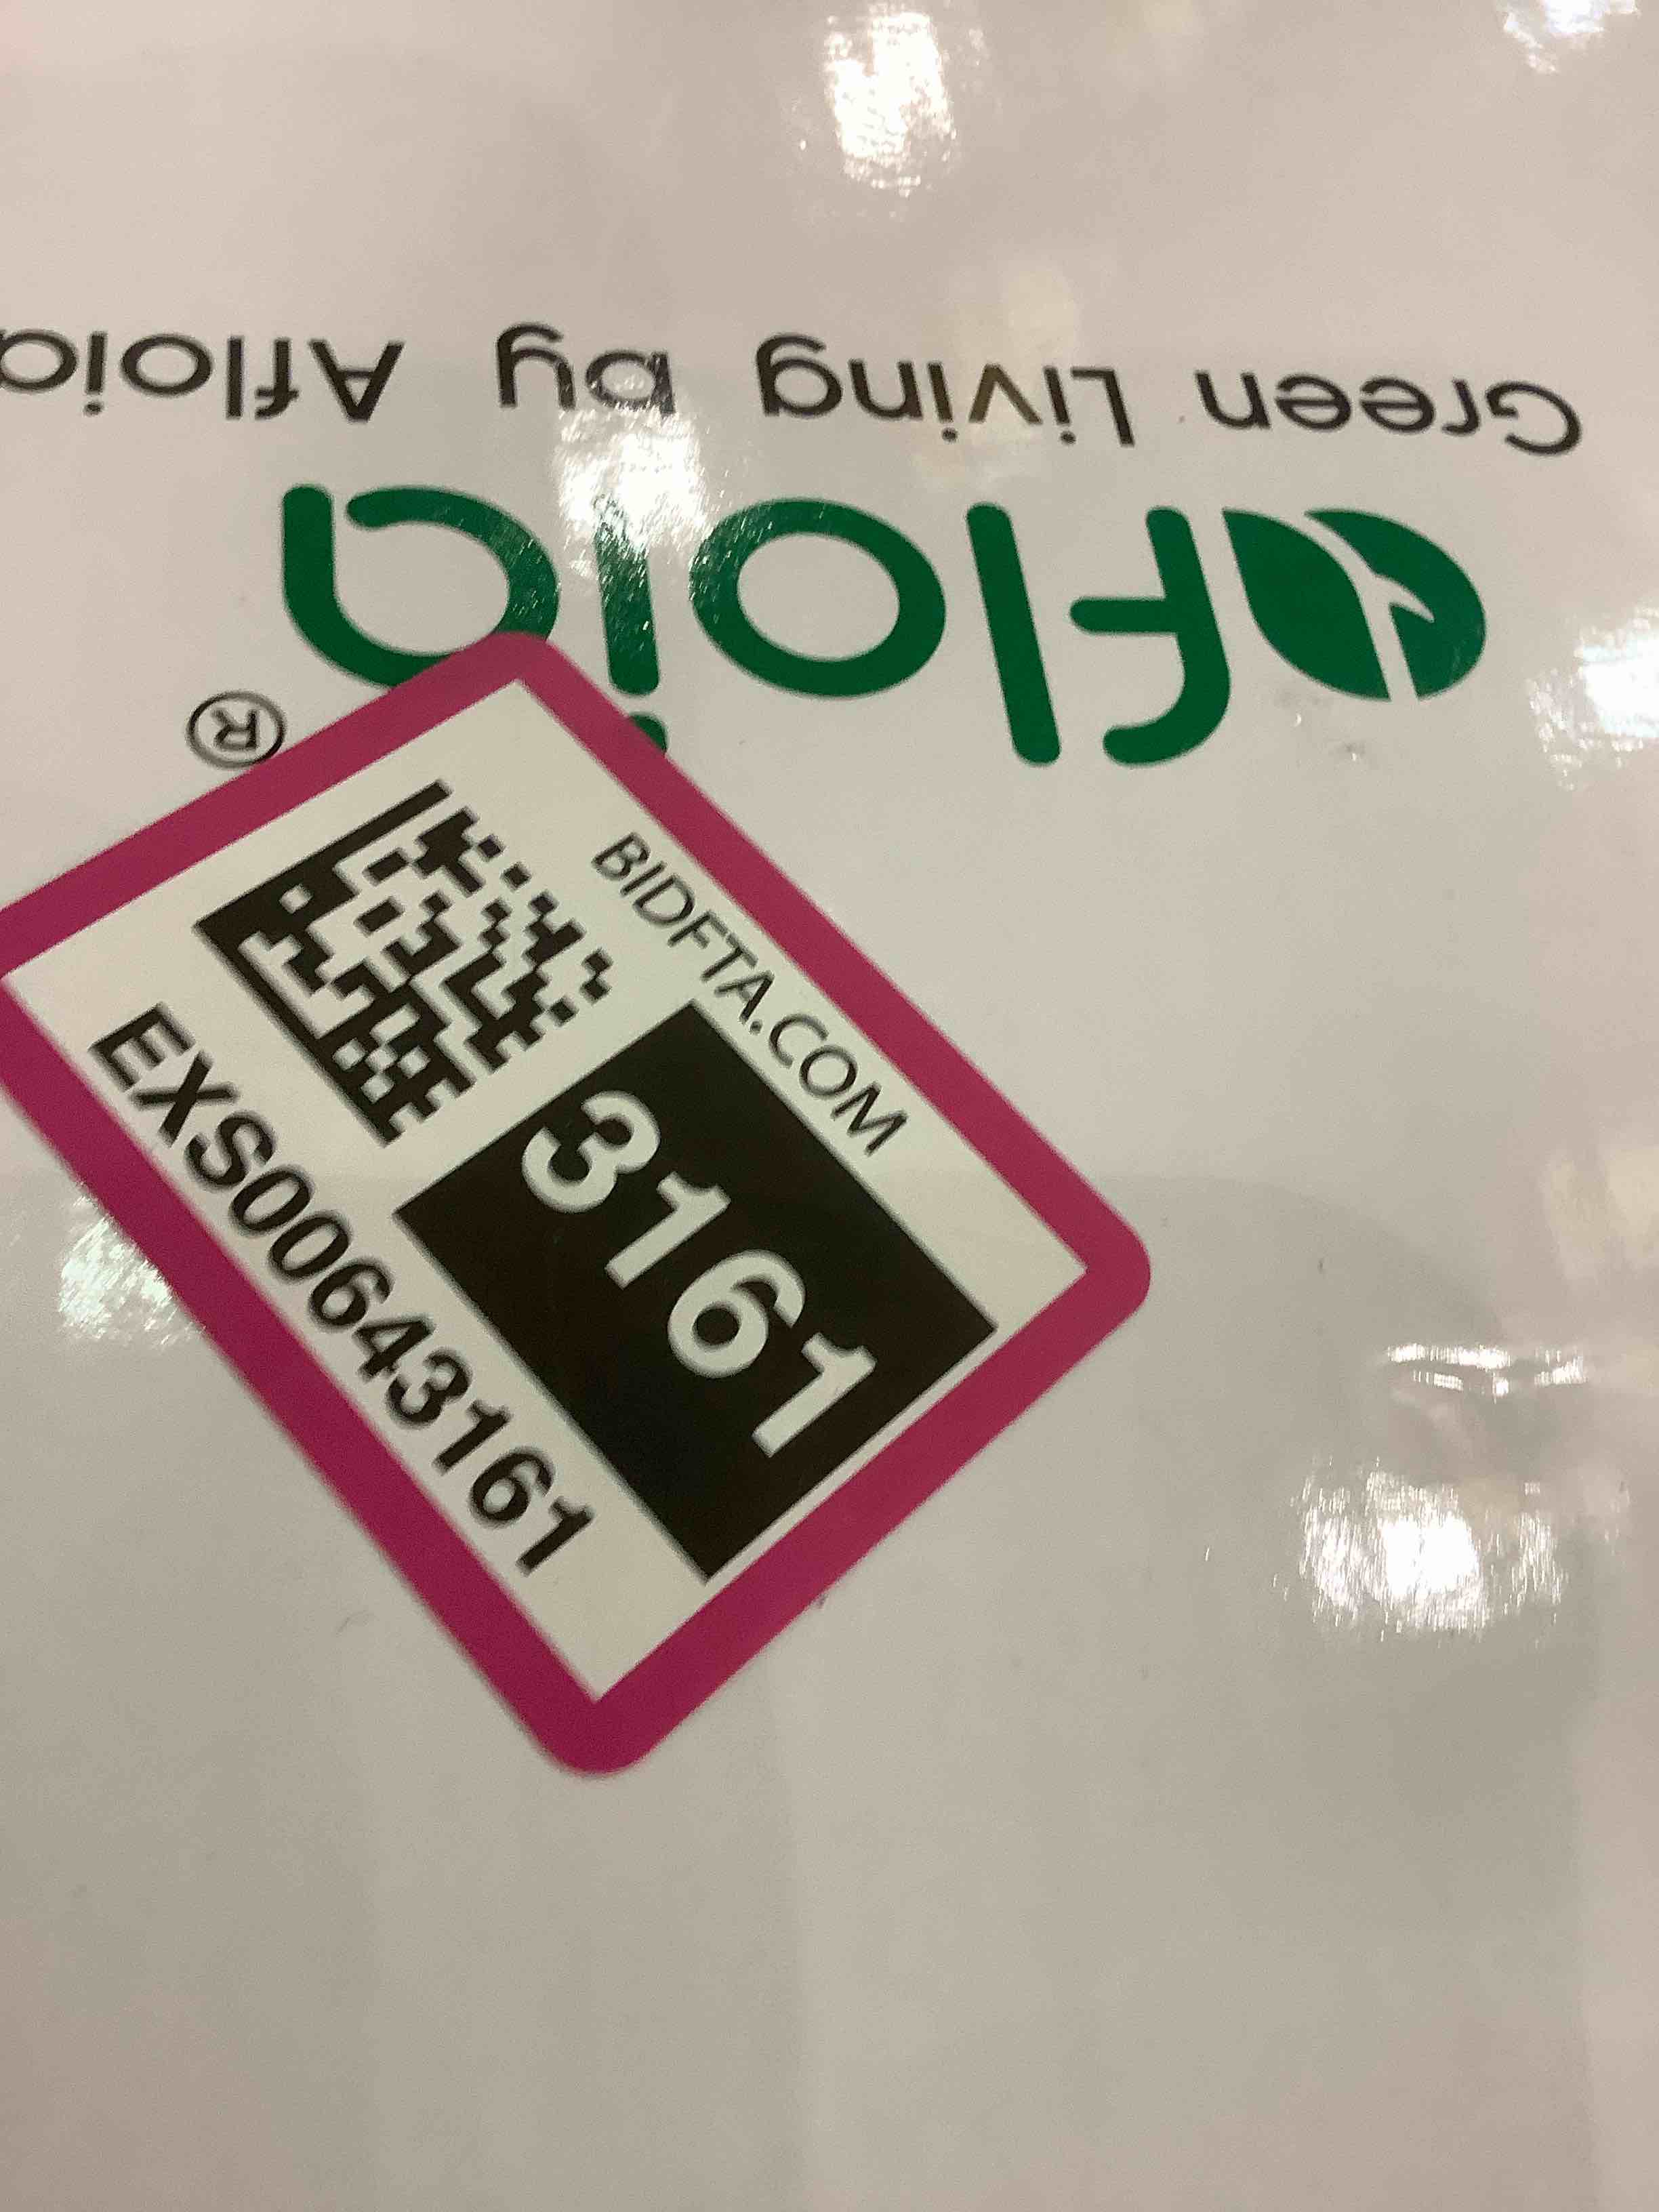 afloia®
Green Living by Afloia
BIDFTA.COM
3161
EXS00643161